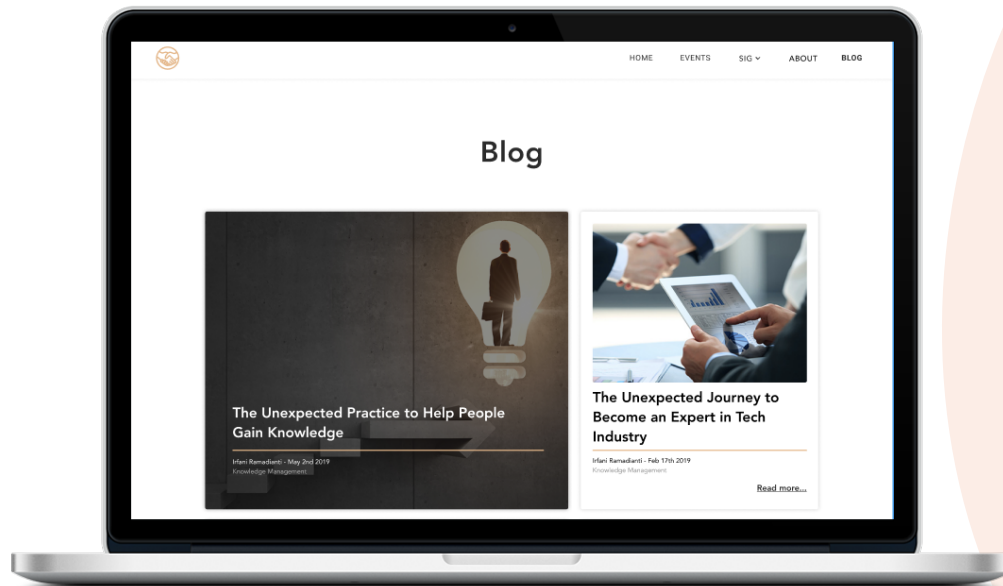 HOME EVENTS SIG ABOUT BLOG
Blog
The Unexpected Practice to Help People
Gain Knowledge
Irfani Ramadianti - May 2nd 2019
Knowledge Management
The Unexpected Journey to
Become an Expert in Tech
Industry
Irfani Ramadianti - Feb 17th 2019
Knowledge Management
Read more...